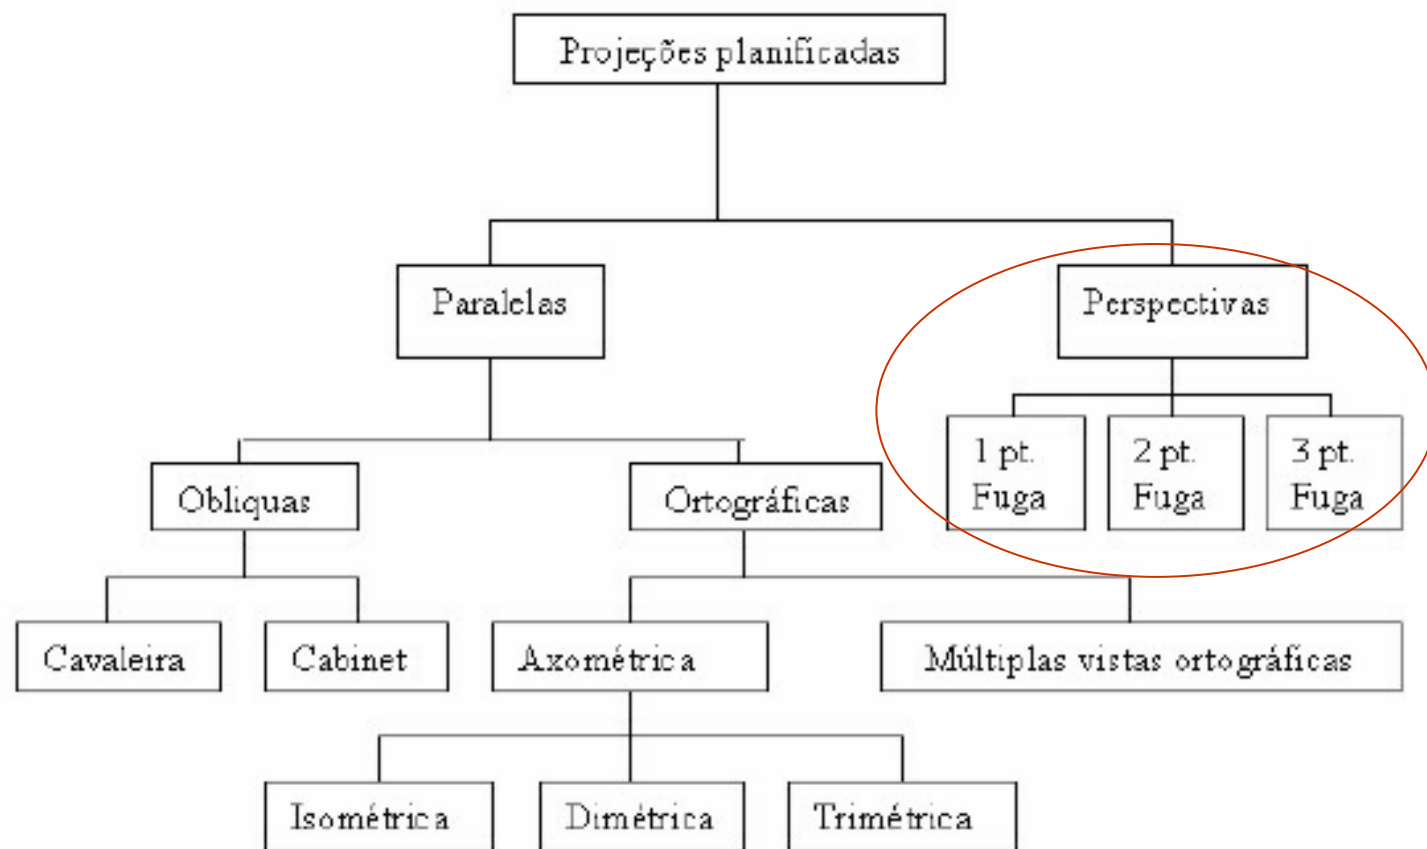 Projeções planificadas
Paralelas
Perspectivas
1 pt.
Fuga
2 pt.
Fuga
3 pt.
Fuga
Obliquas
Ortográficas
Cavaleira
Cabinet
Axométrica
Múltiplas vistas ortográficas
Isométrica
Dimétrica
Trimétrica